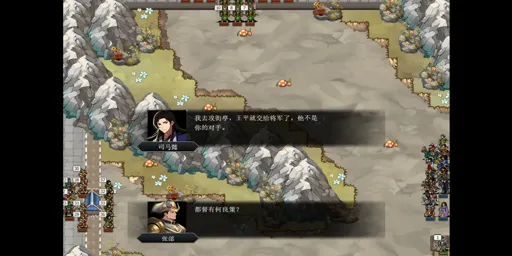 我去攻街亭，王平就交给将军了，他不是
你的对手。
司马懿
都督有何良策？
张郃